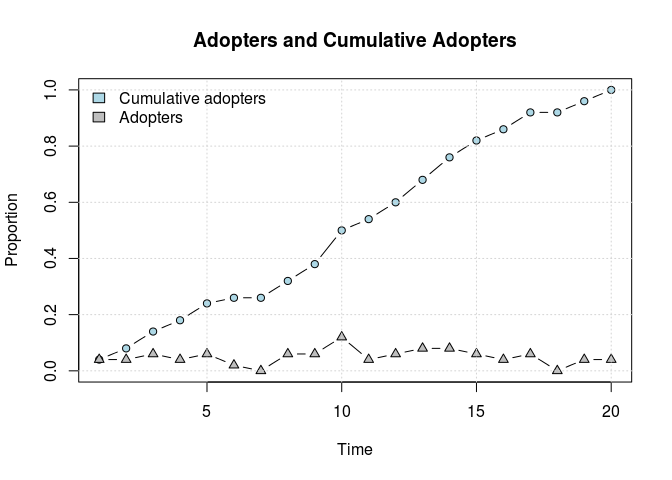 Adopters and Cumulative Adopters
Cumulative adopters
Adopters
1.0
0.8
0.6
0.4
0.2
0.0
Proportion
5 10 15 20
Time